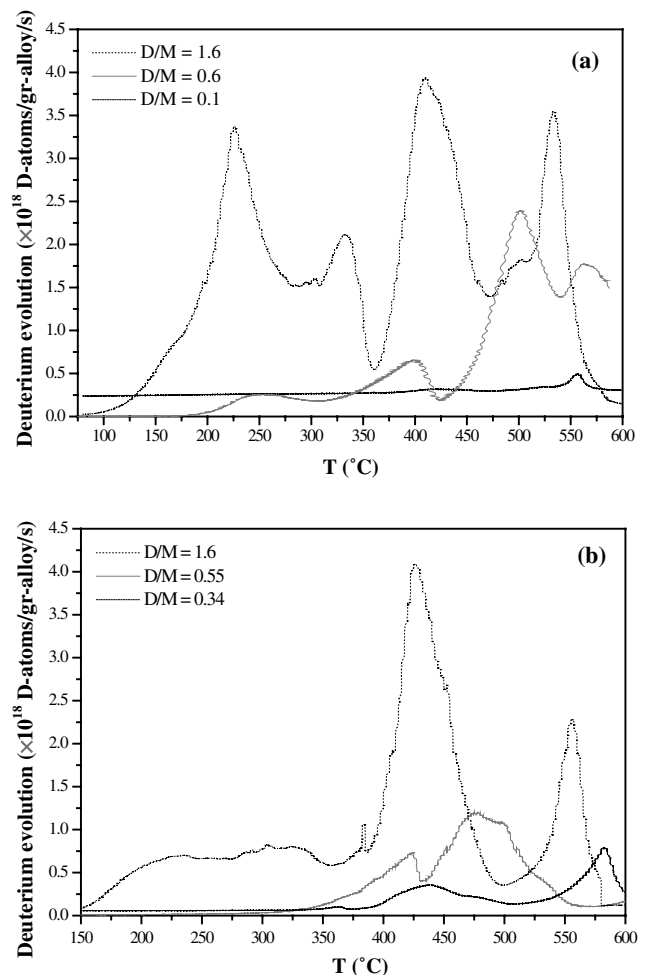 (a)
D/M = 1.6
D/M = 0.6
D/M = 0.1
Deuterium evolution (×10¹⁸ D-atoms/gr-alloy/s)
4.5
4.0
3.5
3.0
2.5
2.0
1.5
1.0
0.5
0.0
100 150 200 250 300 350 400 450 500 550 600
T (˚C)
(b)
D/M = 1.6
D/M = 0.55
D/M = 0.34
Deuterium evolution (×10¹⁸ D-atoms/gr-alloy/s)
4.5
4.0
3.5
3.0
2.5
2.0
1.5
1.0
0.5
0.0
150 200 250 300 350 400 450 500 550 600
T (˚C)